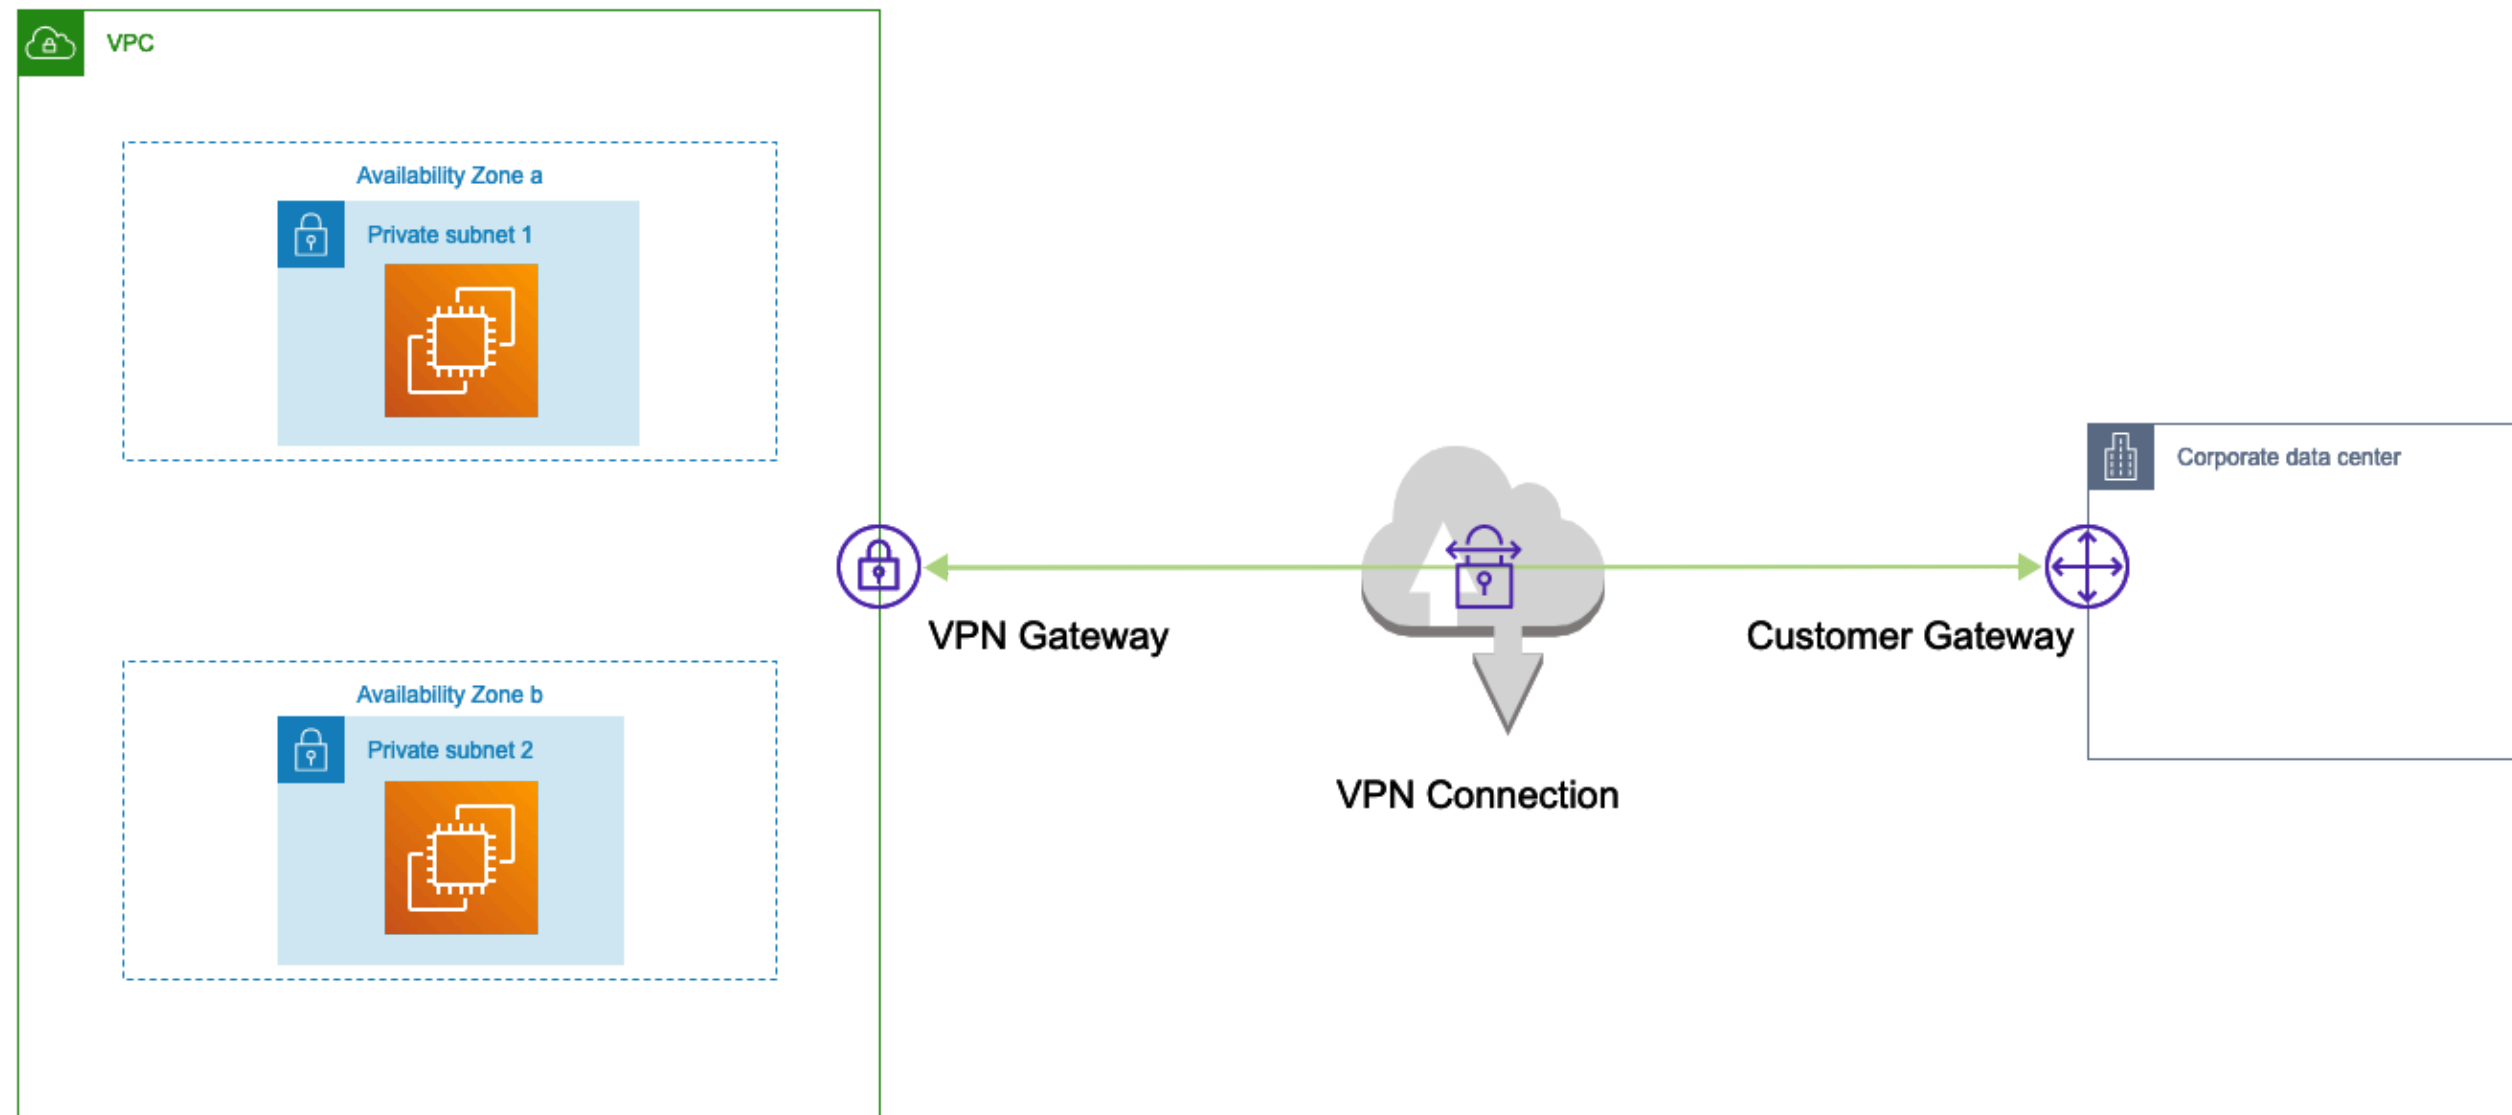 VPC
Availability Zone a
Private subnet 1
Corporate data center
VPN Gateway
Customer Gateway
Availability Zone b
Private subnet 2
VPN Connection